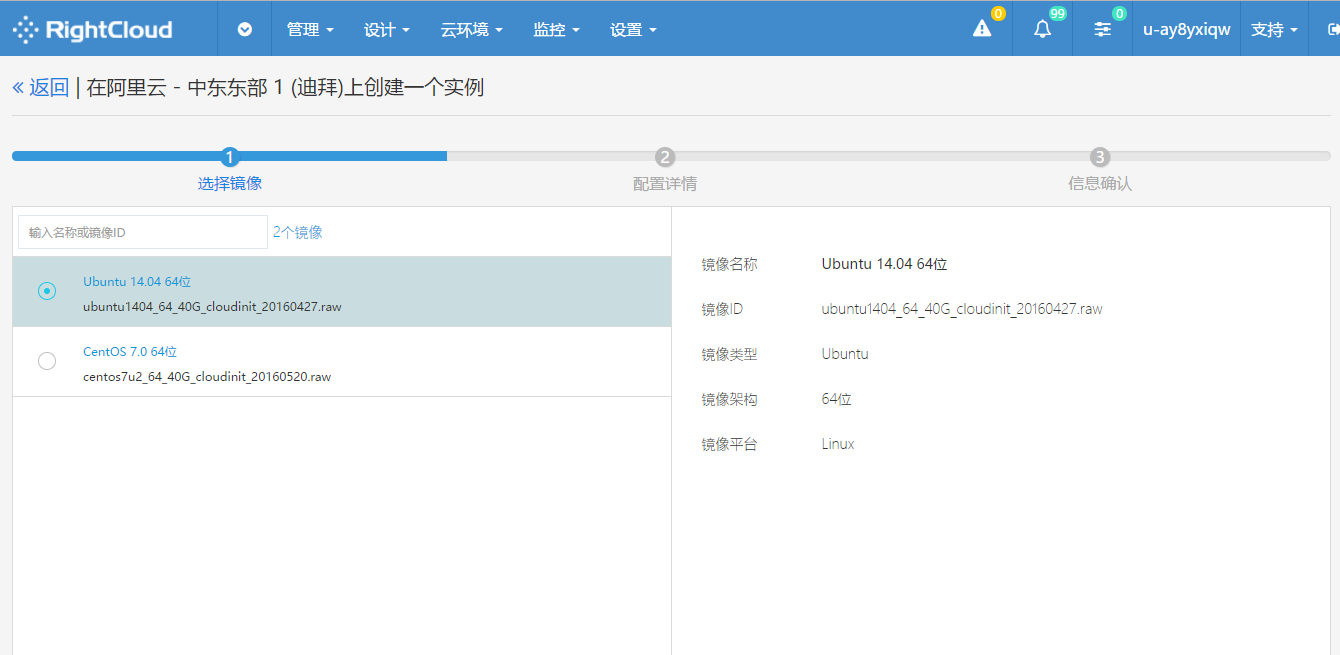 RightCloud 管理 设计 云环境 监控 设置 0 99 0 u-ay8yxiqw 支持
« 返回 | 在阿里云 - 中东东部 1 (迪拜)上创建一个实例
1 2 3
选择镜像 配置详情 信息确认
输入名称或镜像ID 2个镜像
Ubuntu 14.04 64位
ubuntu1404_64_40G_cloudinit_20160427.raw
CentOS 7.0 64位
centos7u2_64_40G_cloudinit_20160520.raw
镜像名称 Ubuntu 14.04 64位
镜像ID ubuntu1404_64_40G_cloudinit_20160427.raw
镜像类型 Ubuntu
镜像架构 64位
镜像平台 Linux